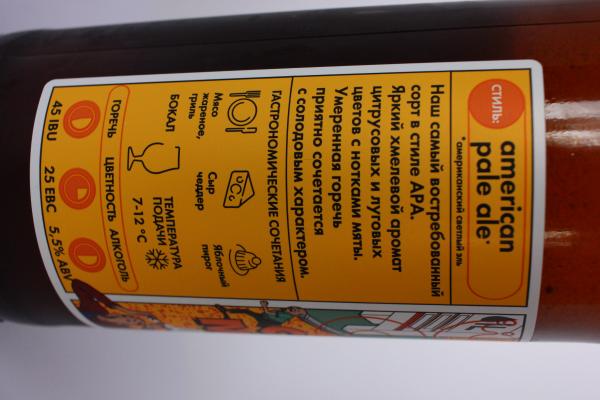 СТИЛЬ:
american
pale ale*
*американский светлый эль
Наш самый востребованный
сорт в стиле APA.
Яркий хмелевой аромат
цитрусовых и луговых
цветов с нотками мяты.
Умеренная горечь
приятно сочетается
с солодовым характером.
ГАСТРОНОМИЧЕСКИЕ СОЧЕТАНИЯ
Мясо
жареное,
гриль
Сыр
чеддер
Яблочный
пирог
БОКАЛ
ТЕМПЕРАТУРА
ПОДАЧИ
7-12 °C
ГОРЕЧЬ ЦВЕТНОСТЬ АЛКОГОЛЬ
45 IBU 25 EBC 5,5% ABV